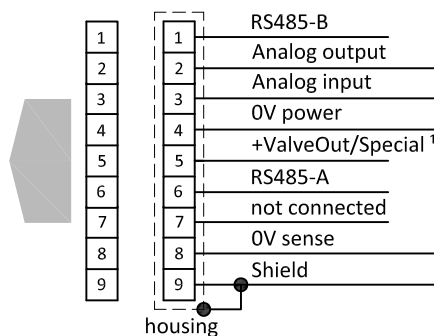 1 1 RS485-B
2 2 Analog output
3 3 Analog input
4 4 0V power
5 5 +ValveOut/Special ¹
6 6 RS485-A
7 7 not connected
8 8 0V sense
9 9 Shield
housing